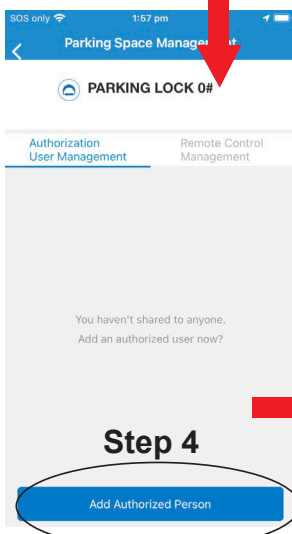 SOS only 1:57 pm
Parking Space
PARKING LOCK 0#
Authorization
User Management
Remote Control
Management
You haven't shared to anyone.
Add an authorized user now?
Step 4
Add Authorized Person